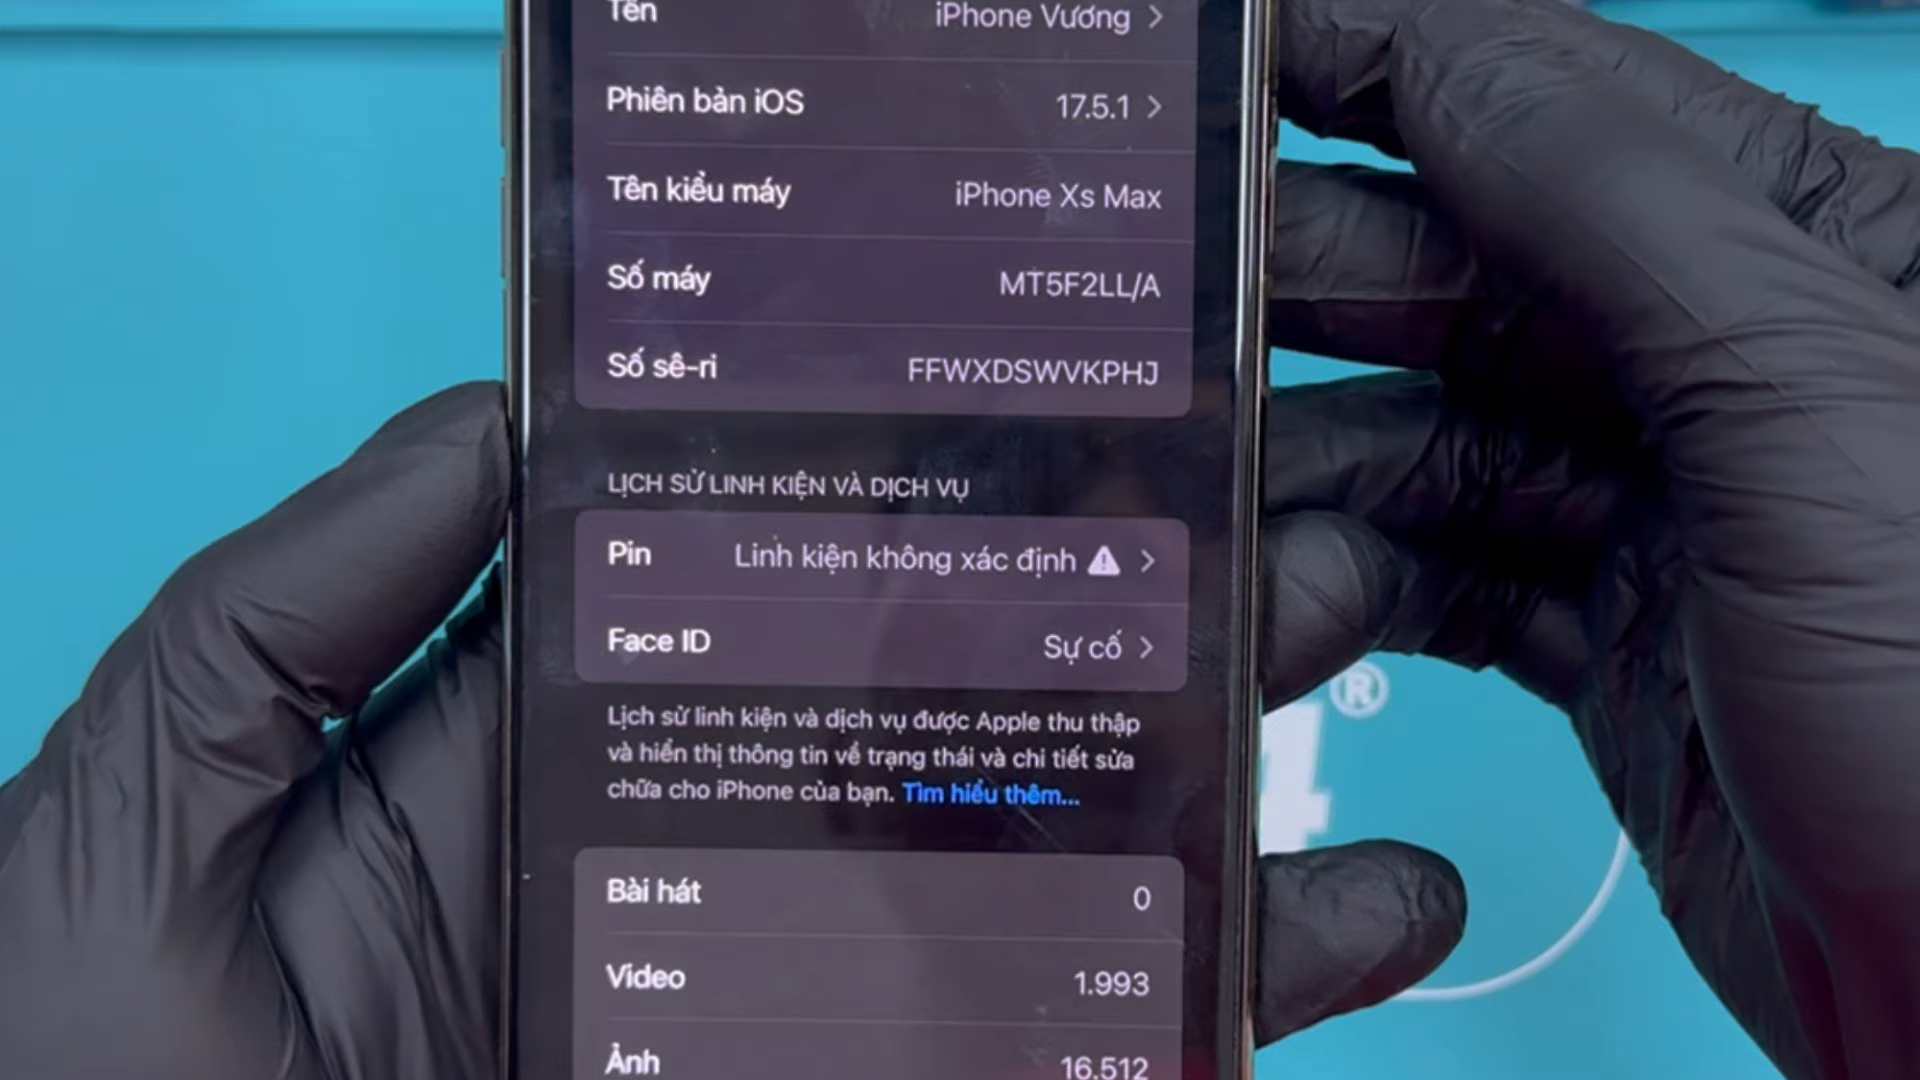 Tên iPhone Vương
Phiên bản iOS 17.5.1
Tên kiểu máy iPhone Xs Max
Số máy MT5F2LL/A
Số sê-ri FFWXDSWVKPHJ
LỊCH SỬ LINH KIỆN VÀ DỊCH VỤ
Pin Linh kiện không xác định
Face ID Sự cố
Lịch sử linh kiện và dịch vụ được Apple thu thập
và hiển thị thông tin về trạng thái và chi tiết sửa
chữa cho iPhone của bạn. Tìm hiểu thêm...
Bài hát 0
Video 1.993
Ảnh 16.512
4®